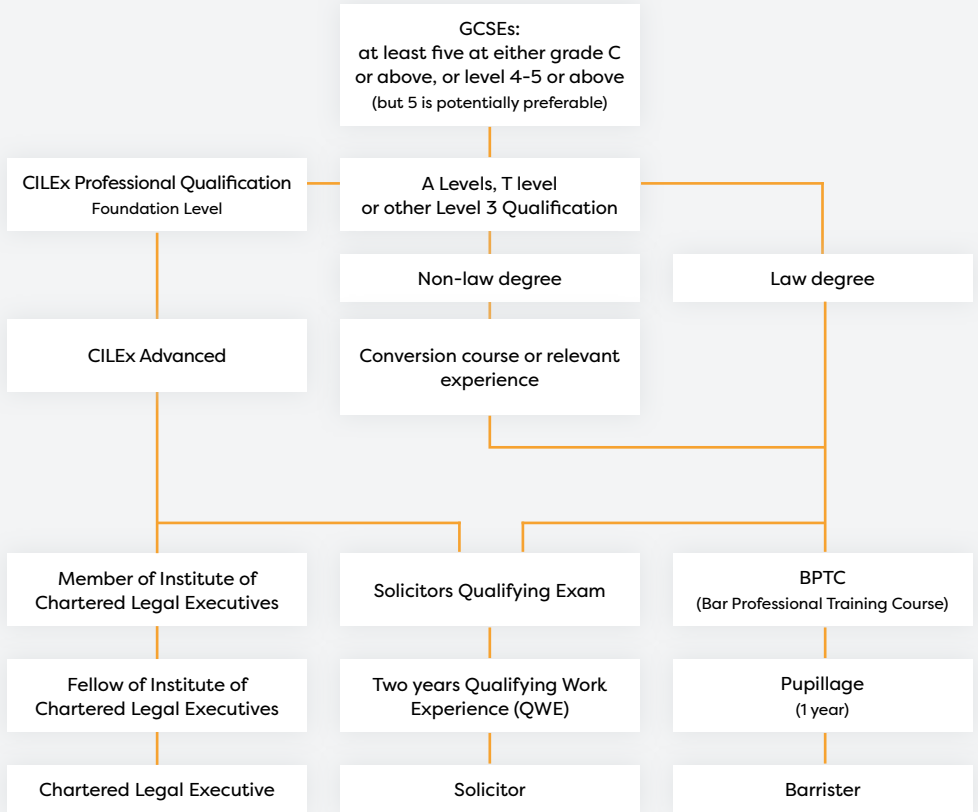 GCSEs:
at least five at either grade C
or above, or level 4-5 or above
(but 5 is potentially preferable)
CILEx Professional Qualification
Foundation Level
A Levels, T level
or other Level 3 Qualification
Non-law degree
Law degree
CILEx Advanced
Conversion course or relevant
experience
Member of Institute of
Chartered Legal Executives
Solicitors Qualifying Exam
BPTC
(Bar Professional Training Course)
Fellow of Institute of
Chartered Legal Executives
Two years Qualifying Work
Experience (QWE)
Pupillage
(1 year)
Chartered Legal Executive
Solicitor
Barrister